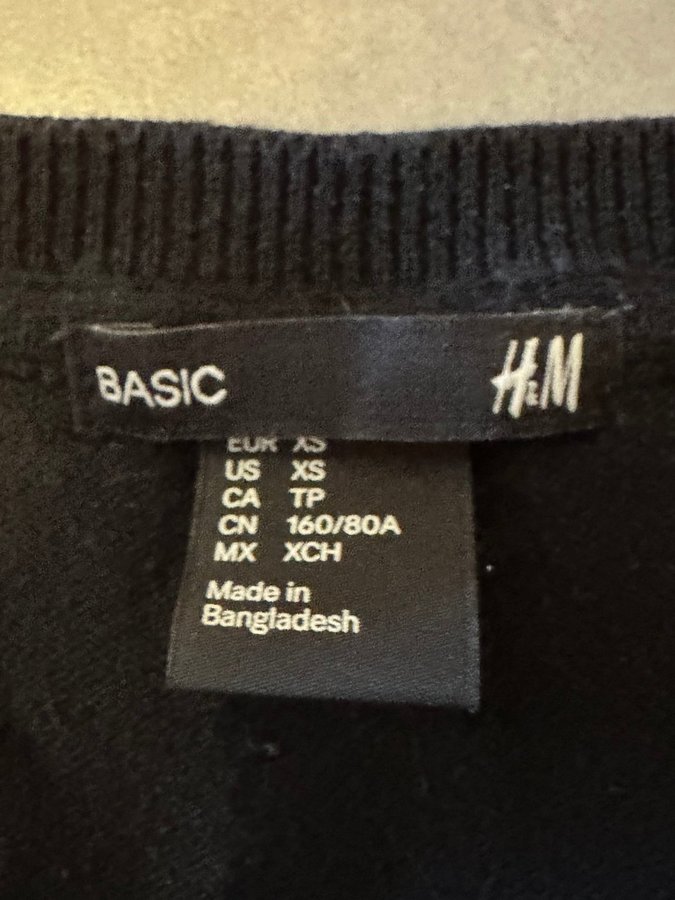 BASIC H&M
EUR XS
US XS
CA TP
CN 160/80A
MX XCH
Made in
Bangladesh